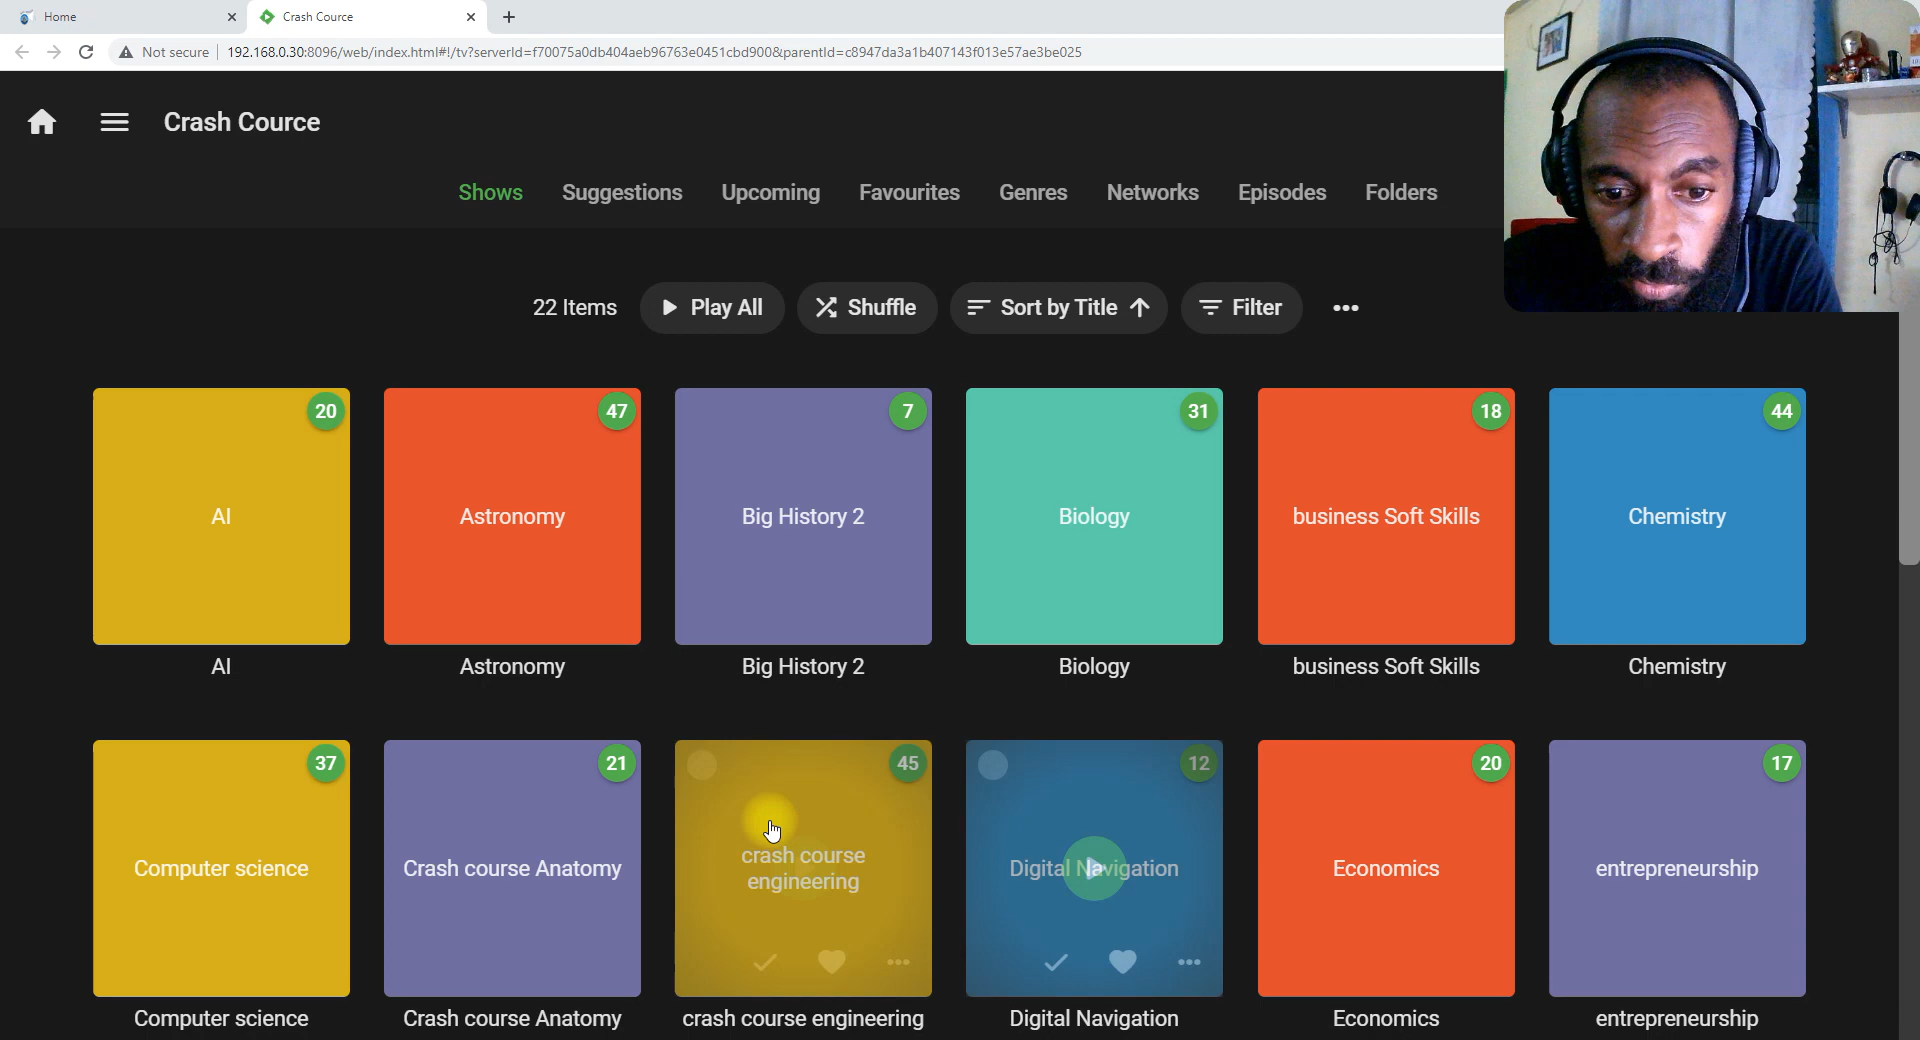 Home
Crash Cource
Not secure
192.168.0.30:8096/web/index.html#!/tv?serverId=f70075a0db404aeb96763e0451cbd900&parentId=c8947da3a1b407143f013e57ae3be025
Crash Cource
Shows Suggestions Upcoming Favourites Genres Networks Episodes Folders
22 Items Play All Shuffle Sort by Title Filter
20 47 7 31 18 44
AI Astronomy Big History 2 Biology business Soft Skills Chemistry
AI Astronomy Big History 2 Biology business Soft Skills Chemistry
37 21 45 12 20 17
Computer science Crash course Anatomy crash course
engineering Digital Navigation Economics entrepreneurship
Computer science Crash course Anatomy crash course engineering Digital Navigation Economics entrepreneurship